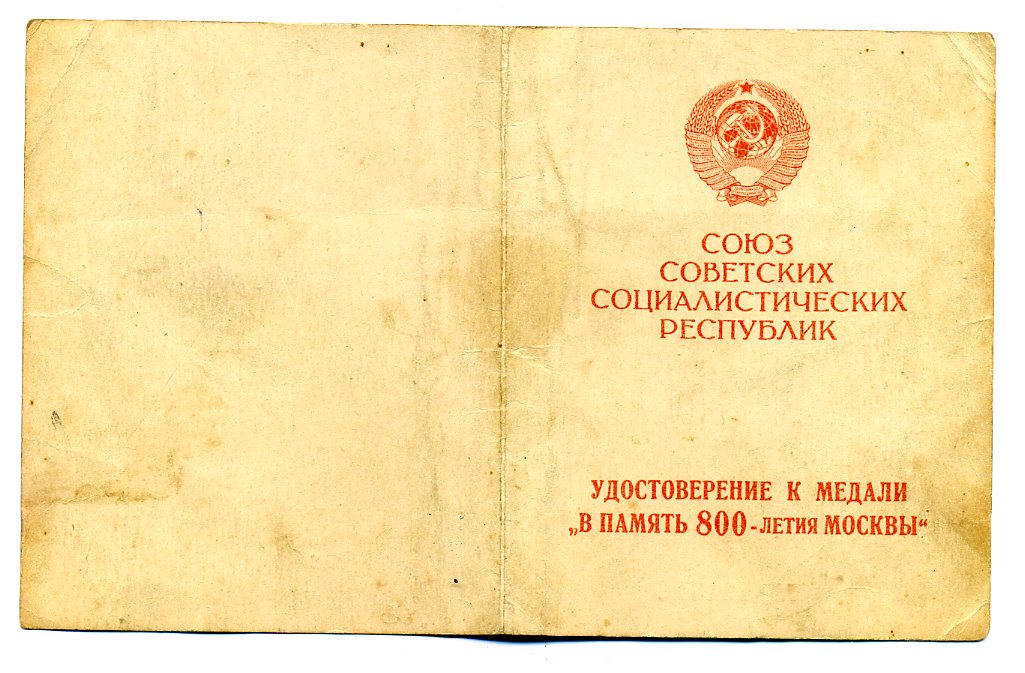 СОЮЗ
СОВЕТСКИХ
СОЦИАЛИСТИЧЕСКИХ
РЕСПУБЛИК
УДОСТОВЕРЕНИЕ К МЕДАЛИ
„В ПАМЯТЬ 800-ЛЕТИЯ МОСКВЫ“